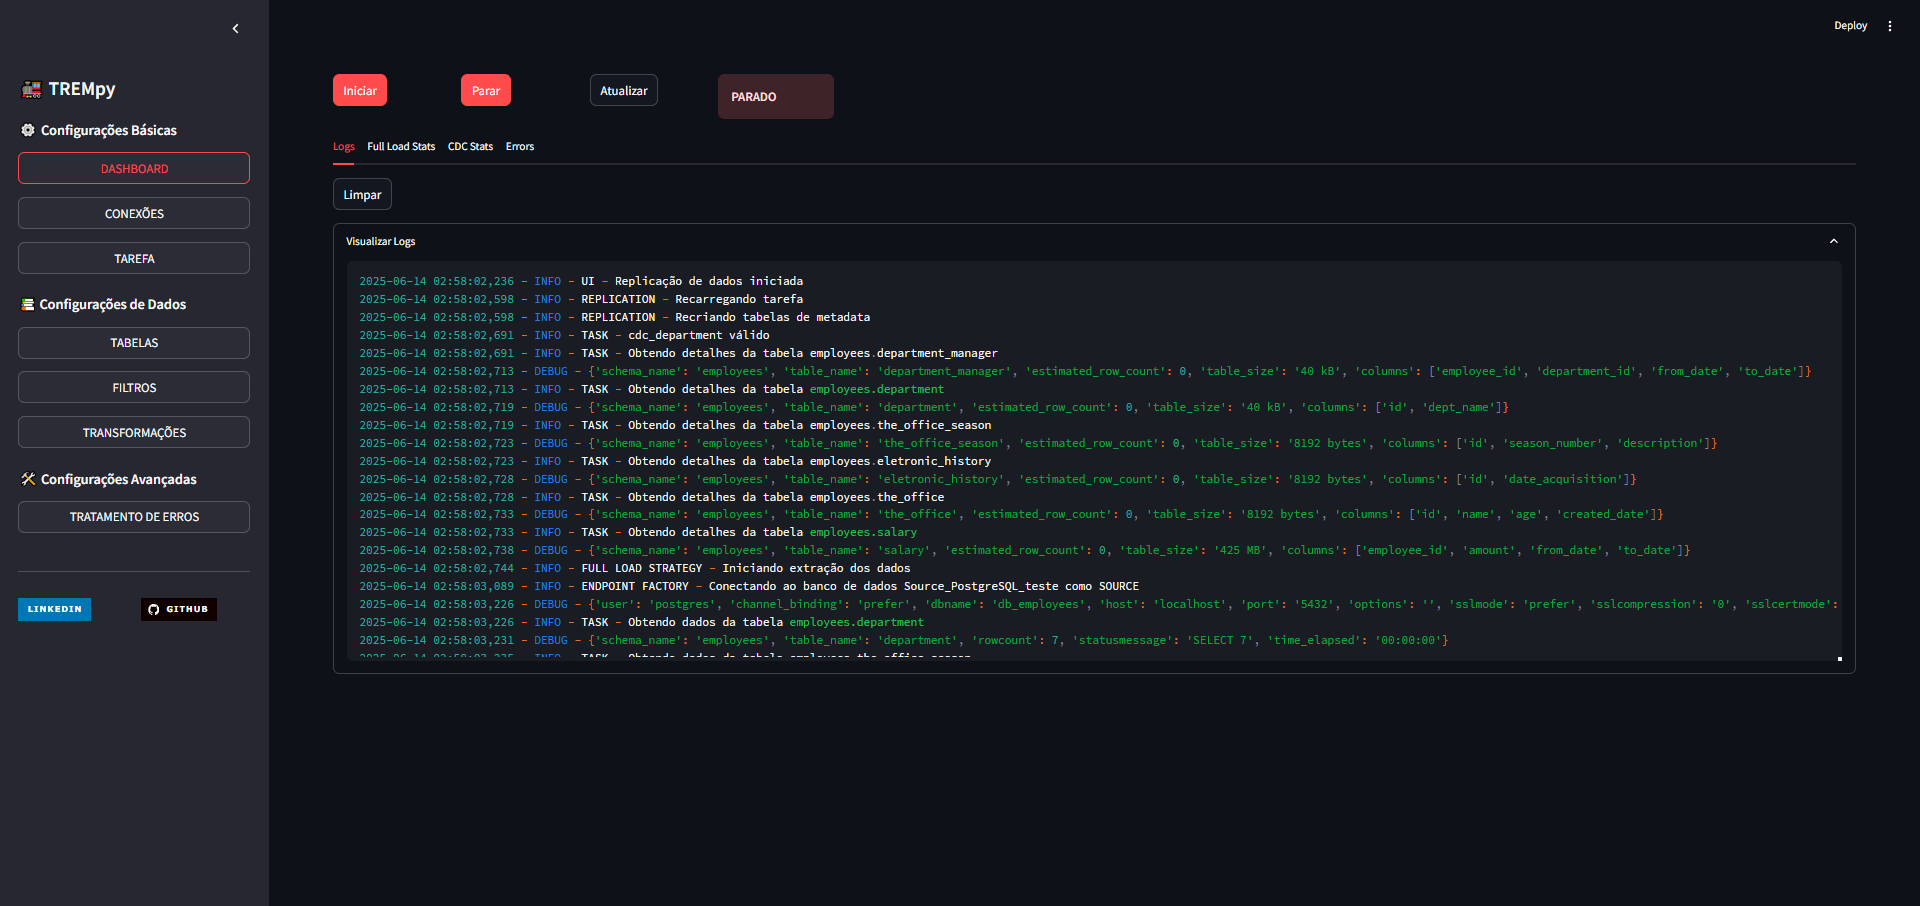 Deploy
TREMpy
Configurações Básicas
DASHBOARD
CONEXÕES
TAREFA
Configurações de Dados
TABELAS
FILTROS
TRANSFORMAÇÕES
Configurações Avançadas
TRATAMENTO DE ERROS
LINKEDIN GITHUB
Iniciar Parar Atualizar PARADO
Logs Full Load Stats CDC Stats Errors
Limpar
Visualizar Logs
2025-06-14 02:58:02,236 - INFO - UI - Replicação de dados iniciada
2025-06-14 02:58:02,598 - INFO - REPLICATION - Recarregando tarefa
2025-06-14 02:58:02,598 - INFO - REPLICATION - Recriando tabelas de metadata
2025-06-14 02:58:02,691 - INFO - TASK - cdc_department válido
2025-06-14 02:58:02,691 - INFO - TASK - Obtendo detalhes da tabela employees.department_manager
2025-06-14 02:58:02,713 - DEBUG - {'schema_name': 'employees', 'table_name': 'department_manager', 'estimated_row_count': 0, 'table_size': '40 kB', 'columns': ['employee_id', 'department_id', 'from_date', 'to_date']}
2025-06-14 02:58:02,713 - INFO - TASK - Obtendo detalhes da tabela employees.department
2025-06-14 02:58:02,719 - DEBUG - {'schema_name': 'employees', 'table_name': 'department', 'estimated_row_count': 0, 'table_size': '40 kB', 'columns': ['id', 'dept_name']}
2025-06-14 02:58:02,719 - INFO - TASK - Obtendo detalhes da tabela employees.the_office_season
2025-06-14 02:58:02,723 - DEBUG - {'schema_name': 'employees', 'table_name': 'the_office_season', 'estimated_row_count': 0, 'table_size': '8192 bytes', 'columns': ['id', 'season_number', 'description']}
2025-06-14 02:58:02,723 - INFO - TASK - Obtendo detalhes da tabela employees.eletronic_history
2025-06-14 02:58:02,728 - DEBUG - {'schema_name': 'employees', 'table_name': 'eletronic_history', 'estimated_row_count': 0, 'table_size': '8192 bytes', 'columns': ['id', 'date_acquisition']}
2025-06-14 02:58:02,728 - INFO - TASK - Obtendo detalhes da tabela employees.the_office
2025-06-14 02:58:02,733 - DEBUG - {'schema_name': 'employees', 'table_name': 'the_office', 'estimated_row_count': 0, 'table_size': '8192 bytes', 'columns': ['id', 'name', 'age', 'created_date']}
2025-06-14 02:58:02,733 - INFO - TASK - Obtendo detalhes da tabela employees.salary
2025-06-14 02:58:02,738 - DEBUG - {'schema_name': 'employees', 'table_name': 'salary', 'estimated_row_count': 0, 'table_size': '425 MB', 'columns': ['employee_id', 'amount', 'from_date', 'to_date']}
2025-06-14 02:58:02,744 - INFO - FULL LOAD STRATEGY - Iniciando extração dos dados
2025-06-14 02:58:03,089 - INFO - ENDPOINT FACTORY - Conectando ao banco de dados Source_PostgreSQL_teste como SOURCE
2025-06-14 02:58:03,226 - DEBUG - {'user': 'postgres', 'channel_binding': 'prefer', 'dbname': 'db_employees', 'host': 'localhost', 'port': '5432', 'options': '', 'sslmode': 'prefer', 'sslcompression': '0', 'sslcertmode':
2025-06-14 02:58:03,226 - INFO - TASK - Obtendo dados da tabela employees.department
2025-06-14 02:58:03,231 - DEBUG - {'schema_name': 'employees', 'table_name': 'department', 'rowcount': 7, 'statusmessage': 'SELECT 7', 'time_elapsed': '00:00:00'}
2025-06-14 02:58:03,235 - INFO - TASK - Obtendo dados da tabela employees.the_office_season